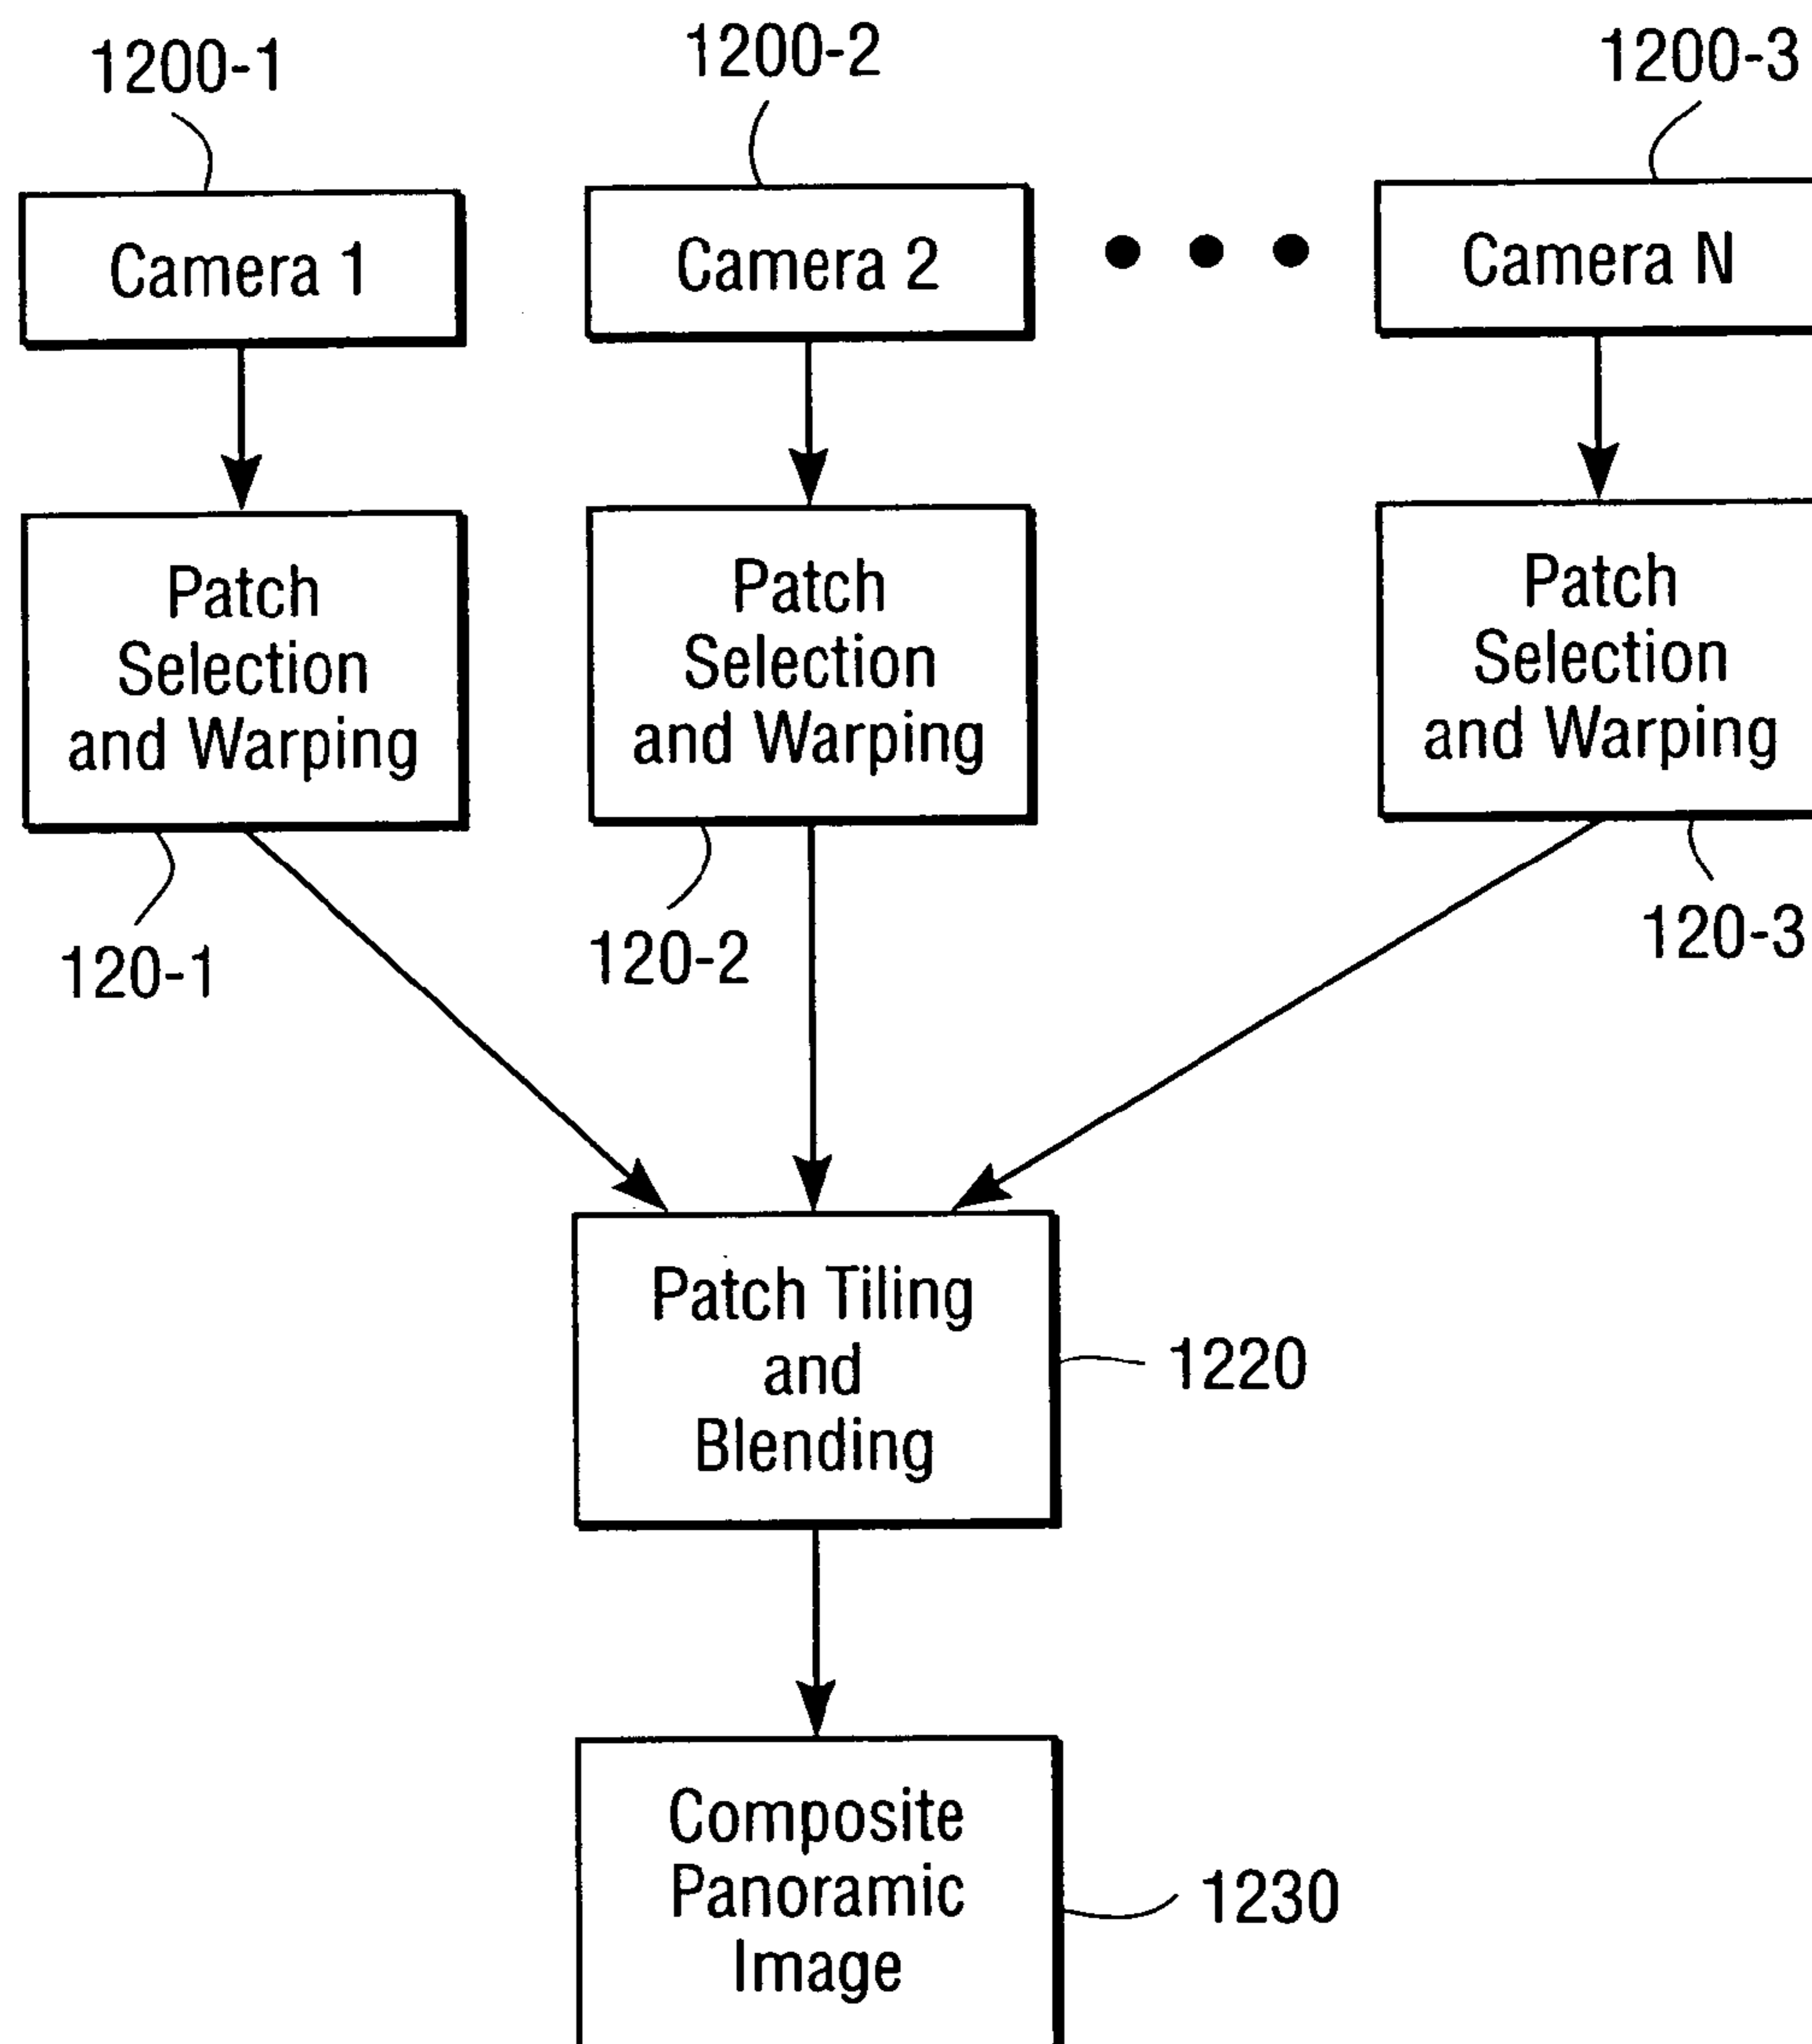 1200-1
1200-2
1200-3
Camera 1
Camera 2
Camera N
Patch
Selection
and Warping
Patch
Selection
and Warping
Patch
Selection
and Warping
120-1
120-2
120-3
Patch Tiling
and
Blending
1220
Composite
Panoramic
Image
1230